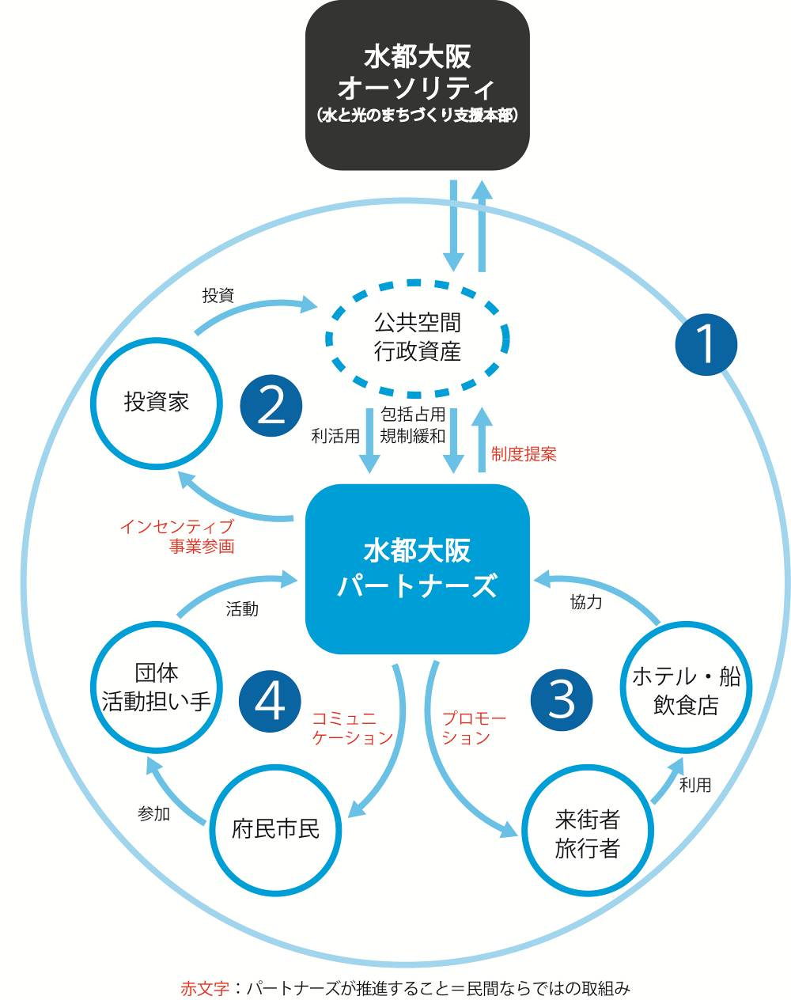 水都大阪
オーソリティ
(水と光のまちづくり支援本部)
投資
公共空間
行政資産
1
投資家
2
利活用
包括占用
規制緩和
制度提案
インセンティブ
事業参画
水都大阪
パートナーズ
活動
協力
団体
活動担い手
4
コミュニ
ケーション
プロモー
ション
3
ホテル・船
飲食店
参加
府民市民
来街者
旅行者
利用
赤文字：パートナーズが推進すること＝民間ならではの取組み